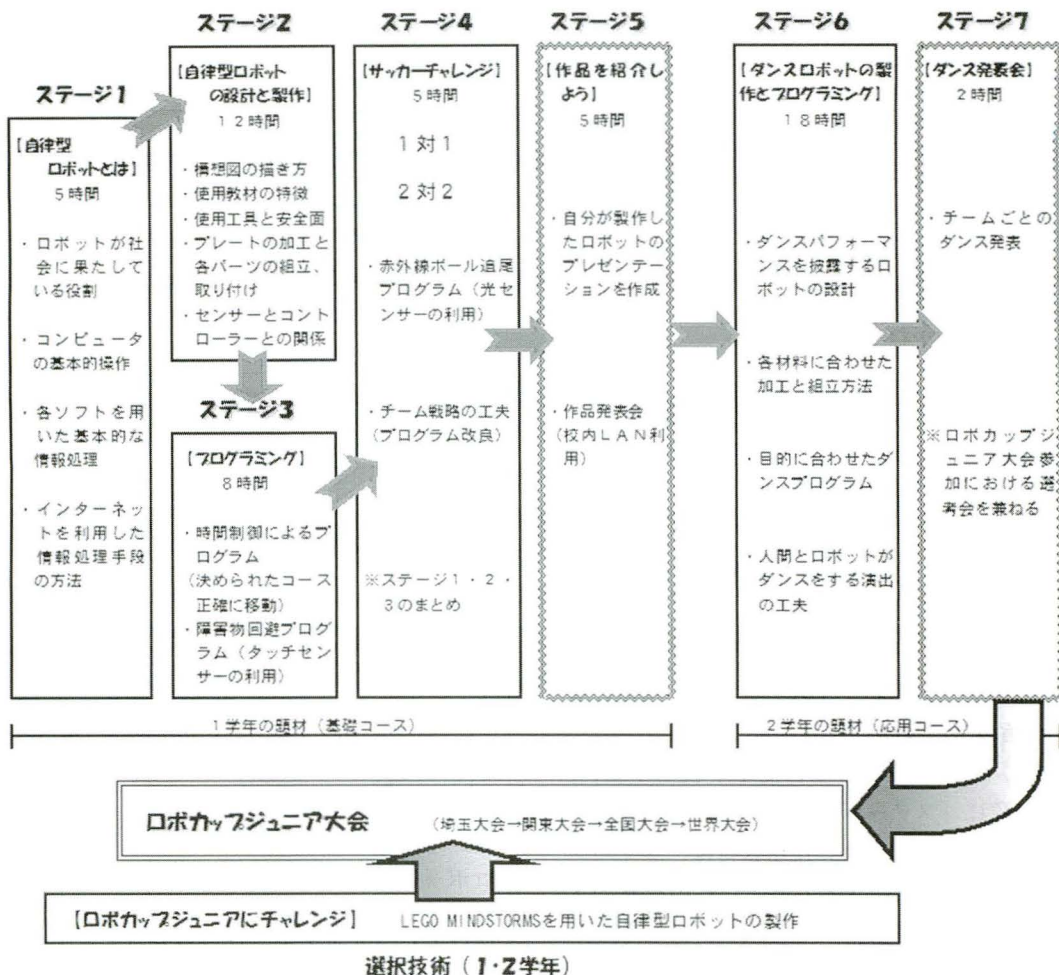 ステージ1
【自律型
ロボットとは】
5時間
・ロボットが社
会に果たして
いる役割
・コンピュータ
の基本的操作
・各ソフトを用
いた基本的な
情報処理
・インターネッ
トを利用した
情報処理手段
の方法
ステージ2
【自律型ロボット
の設計と製作】
12時間
・構想図の描き方
・使用教材の特徴
・使用工具と安全面
・プレートの加工と
各パーツの組立、
取り付け
・センサーとコント
ローラーとの関係
ステージ3
【プログラミング】
8時間
・時間制御によるプ
ログラム
(決められたコース
正確に移動)
・障害物回避プログ
ラム(タッチセン
サーの利用)
ステージ4
【サッカーチャレンジ】
5時間
1対1
2対2
・赤外線ボール追尾
プログラム(光セ
ンサーの利用)
・チーム戦略の工夫
(プログラム改良)
※ステージ1・2・
3のまとめ
ステージ5
【作品を紹介し
よう】
5時間
・自分が製作し
たロボットの
プレゼンテー
ションを作成
・作品発表会
(校内LAN利
用)
ステージ6
【ダンスロボットの製
作とプログラミング】
18時間
・ダンスパフォーマ
ンスを披露するロ
ボットの設計
・各材料に合わせた
加工と組立方法
・目的に合わせたダ
ンスプログラム
・人間とロボットが
ダンスをする演出
の工夫
ステージ7
【ダンス発表会】
2時間
・チームごとの
ダンス発表
※ロボカップジ
ュニア大会参
加における選
考会を兼ねる
1学年の題材(基礎コース)
2学年の題材(応用コース)
ロボカップジュニア大会 (埼玉大会→関東大会→全国大会→世界大会)
【ロボカップジュニアにチャレンジ】 LEGO MINDSTORMSを用いた自律型ロボットの製作
選択技術(1・2学年)